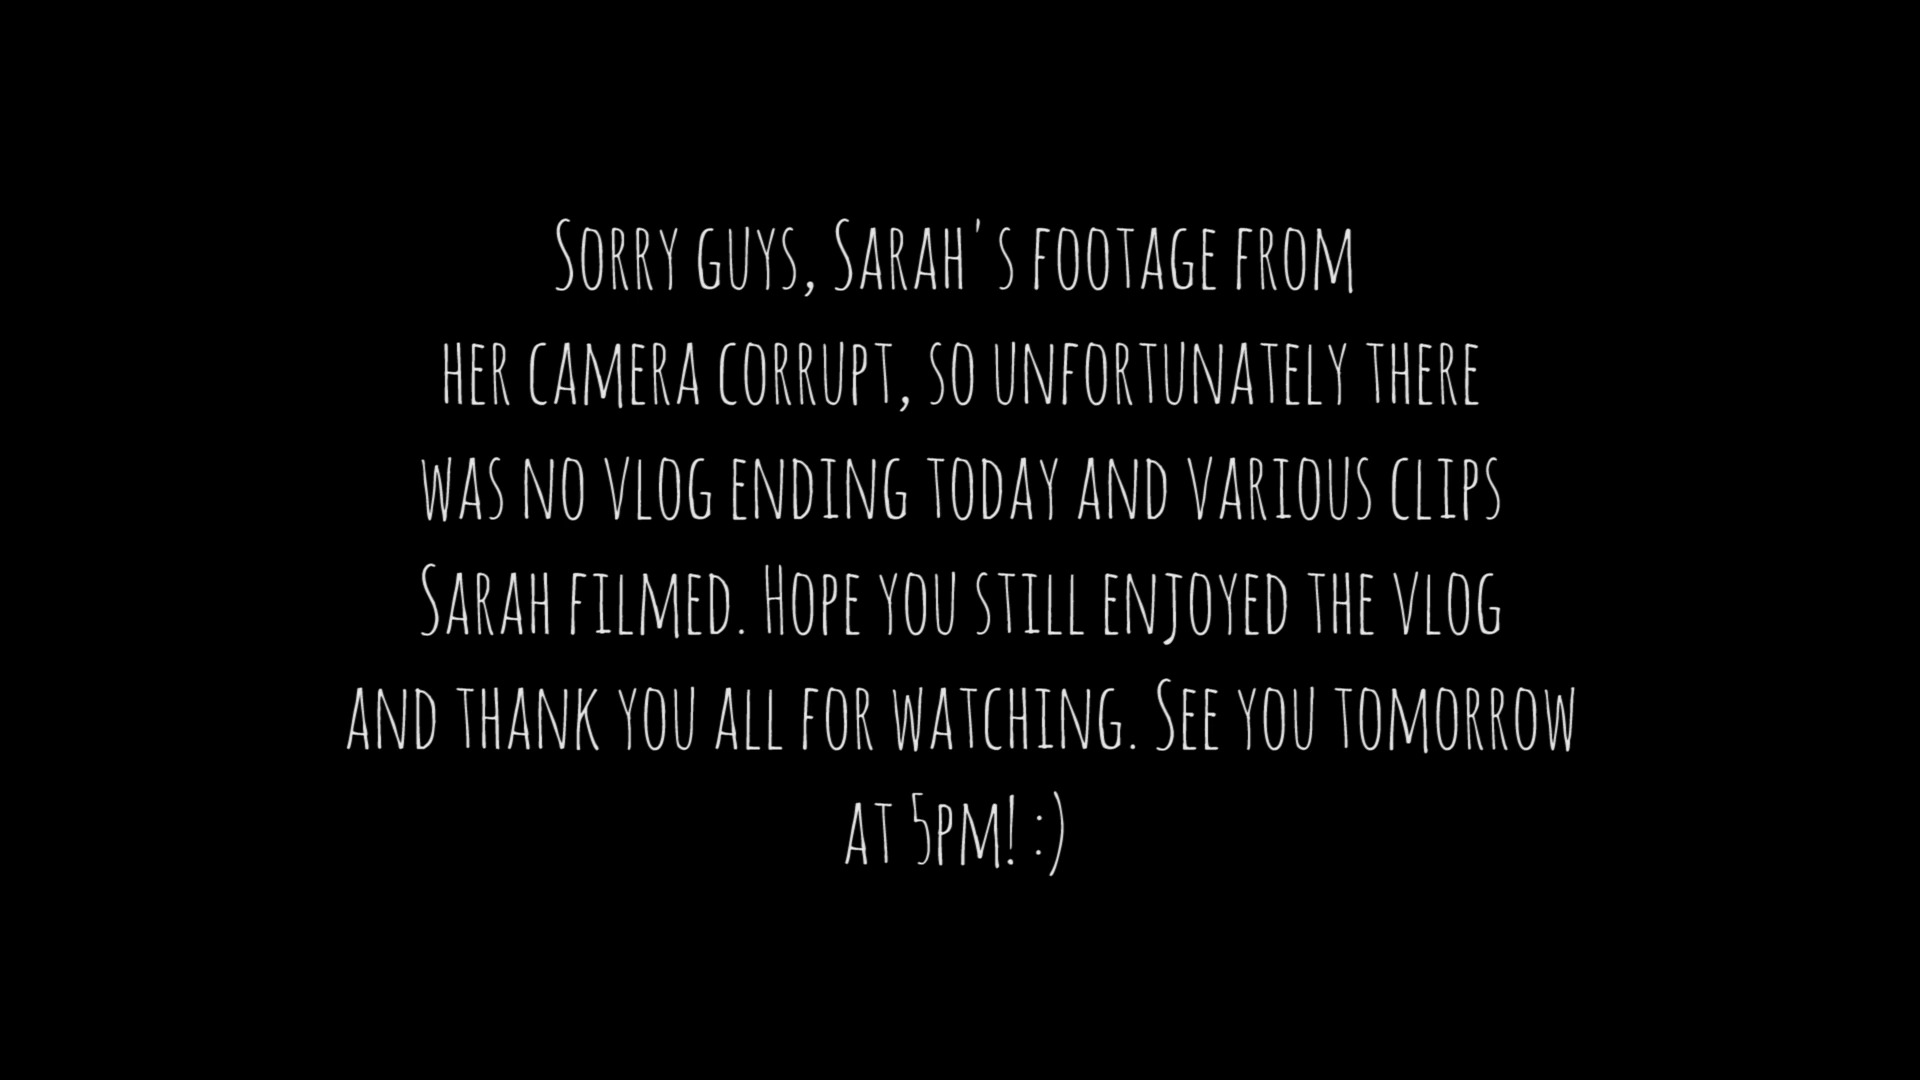 Sorry guys, Sarah's footage from
her camera corrupt, so unfortunately there
was no vlog ending today and various clips
Sarah filmed. Hope you still enjoyed the vlog
and thank you all for watching. See you tomorrow
at 5pm! :)